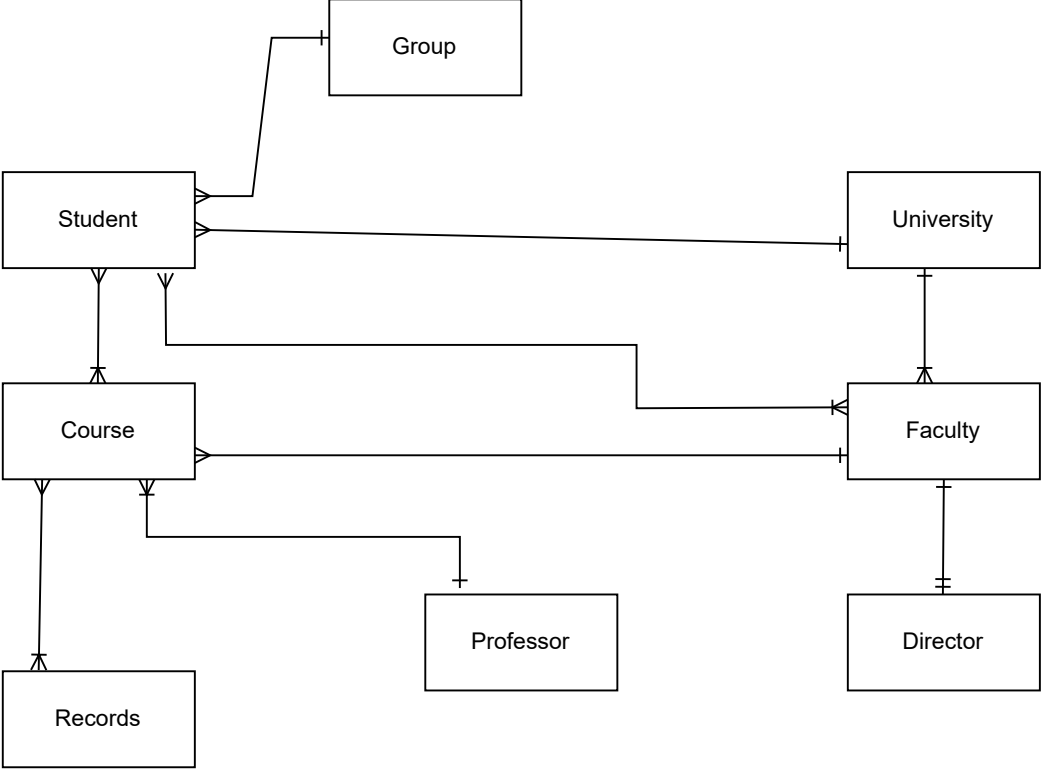 Group
Student
University
Course
Faculty
Professor
Director
Records